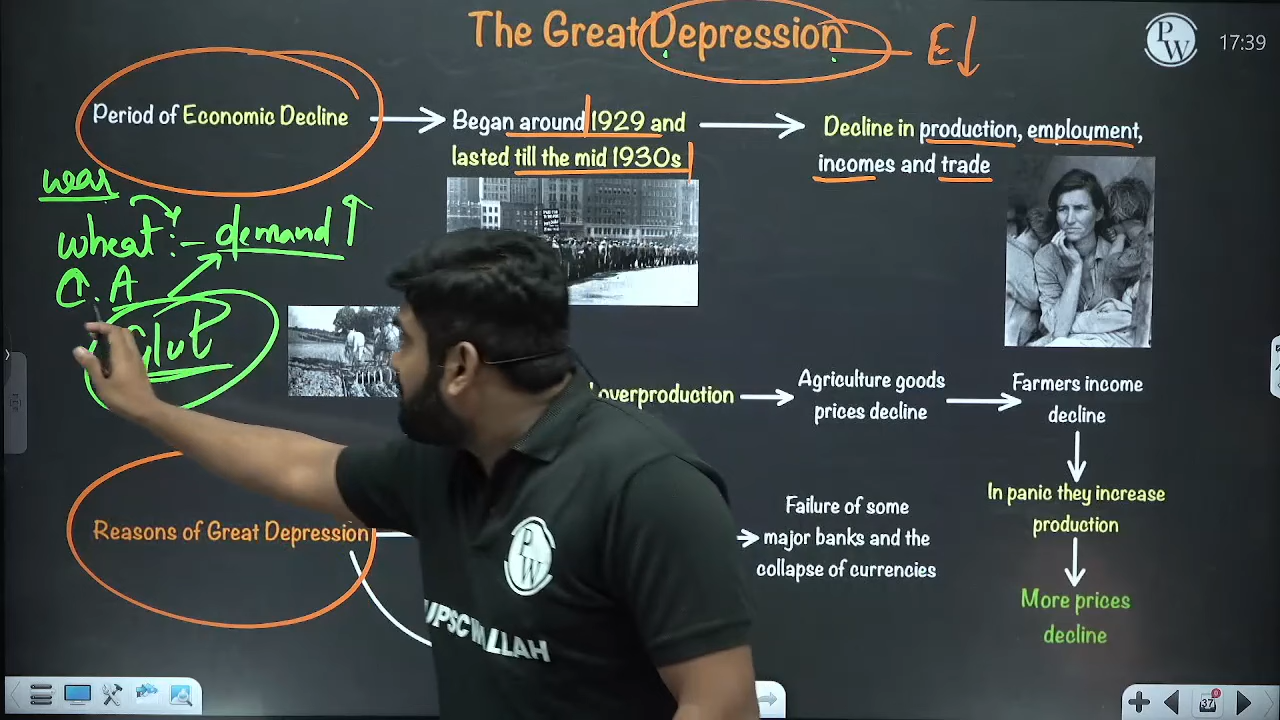 The Great Depression
E↓
PW
17:39
Period of Economic Decline
Began around 1929 and
lasted till the mid 1930s
Decline in production, employment,
incomes and trade
wheat :- demand ↑
C. A
Glut
overproduction
Agriculture goods
prices decline
Farmers income
decline
In panic they increase
production
More prices
decline
Reasons of Great Depression
Failure of some
major banks and the
collapse of currencies
PW
UPSC WALLAH
37